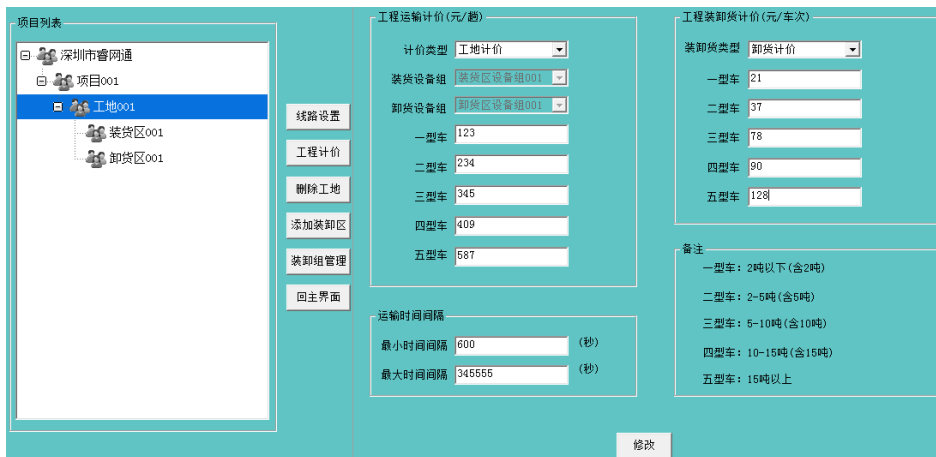 项目列表
深圳市睿网通
项目001
工地001
装货区001
卸货区001
线路设置
工程计价
删除工地
添加装卸区
装卸组管理
回主界面
工程运输计价(元/趟)
计价类型 工地计价
装货设备组 装货区设备组001
卸货设备组 卸货区设备组001
一型车 123
二型车 234
三型车 345
四型车 409
五型车 587
运输时间间隔
最小时间间隔 600 (秒)
最大时间间隔 345555 (秒)
工程装卸货计价(元/车次)
装卸货类型 卸货计价
一型车 21
二型车 37
三型车 78
四型车 90
五型车 128
备注
一型车: 2吨以下(含2吨)
二型车: 2-5吨(含5吨)
三型车: 5-10吨(含10吨)
四型车: 10-15吨(含15吨)
五型车: 15吨以上
修改